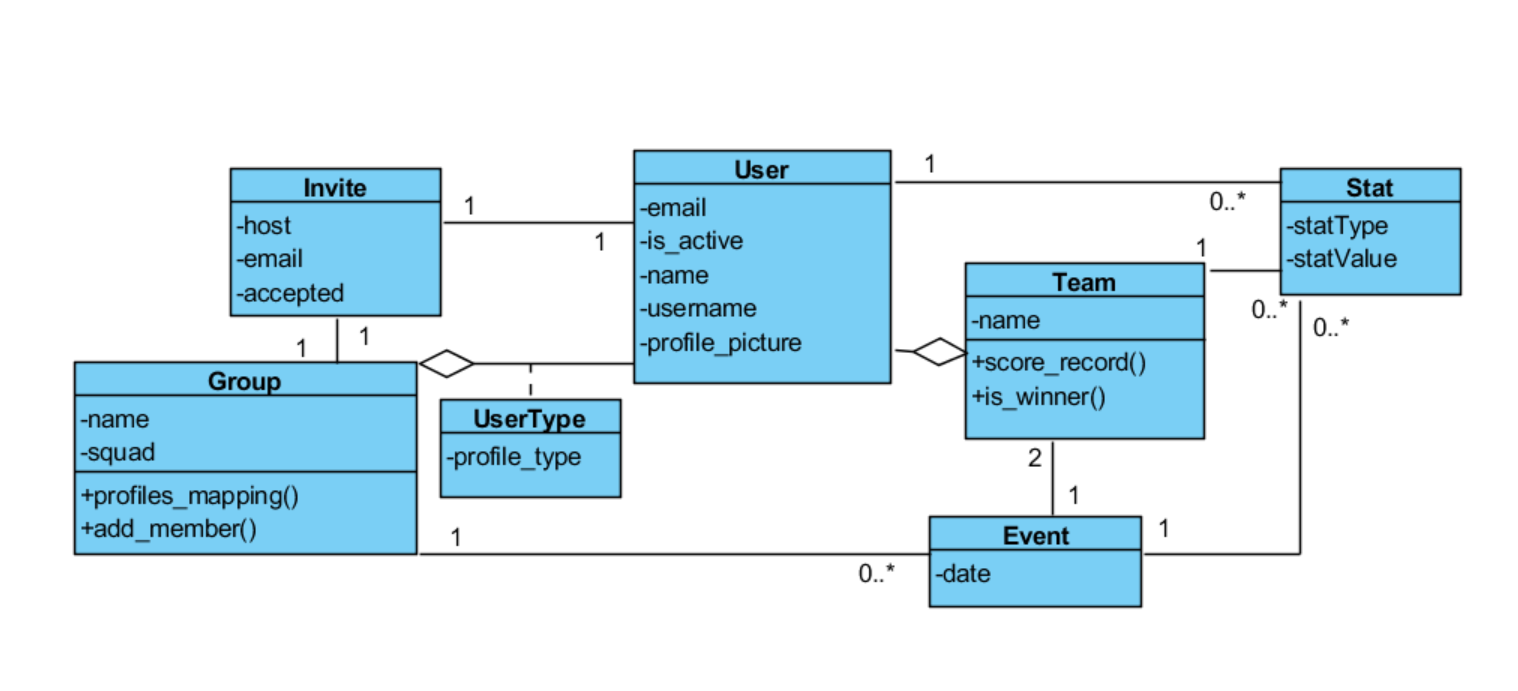 Invite
-host
-email
-accepted
1
1
User
-email
-is_active
-name
-username
-profile_picture
1
0..*
Stat
-statType
-statValue
1
0..*
0..*
Team
-name
+score_record()
+is_winner()
1
1
Group
-name
-squad
+profiles_mapping()
+add_member()
UserType
-profile_type
2
1
1
0..*
Event
-date
1